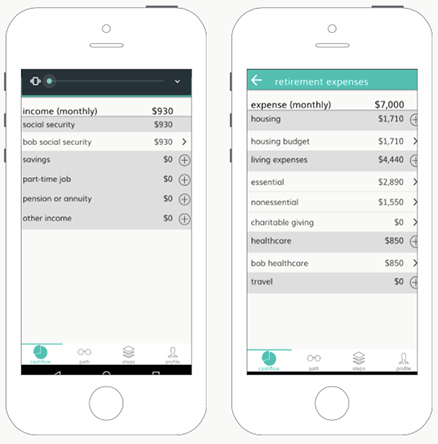 income (monthly) $930
social security $930
bob social security $930
savings $0
part-time job $0
pension or annuity $0
other income $0
cashflow path steps profile
retirement expenses
expense (monthly) $7,000
housing $1,710
housing budget $1,710
living expenses $4,440
essential $2,890
nonessential $1,550
charitable giving $0
healthcare $850
bob healthcare $850
travel $0
cashflow path steps profile